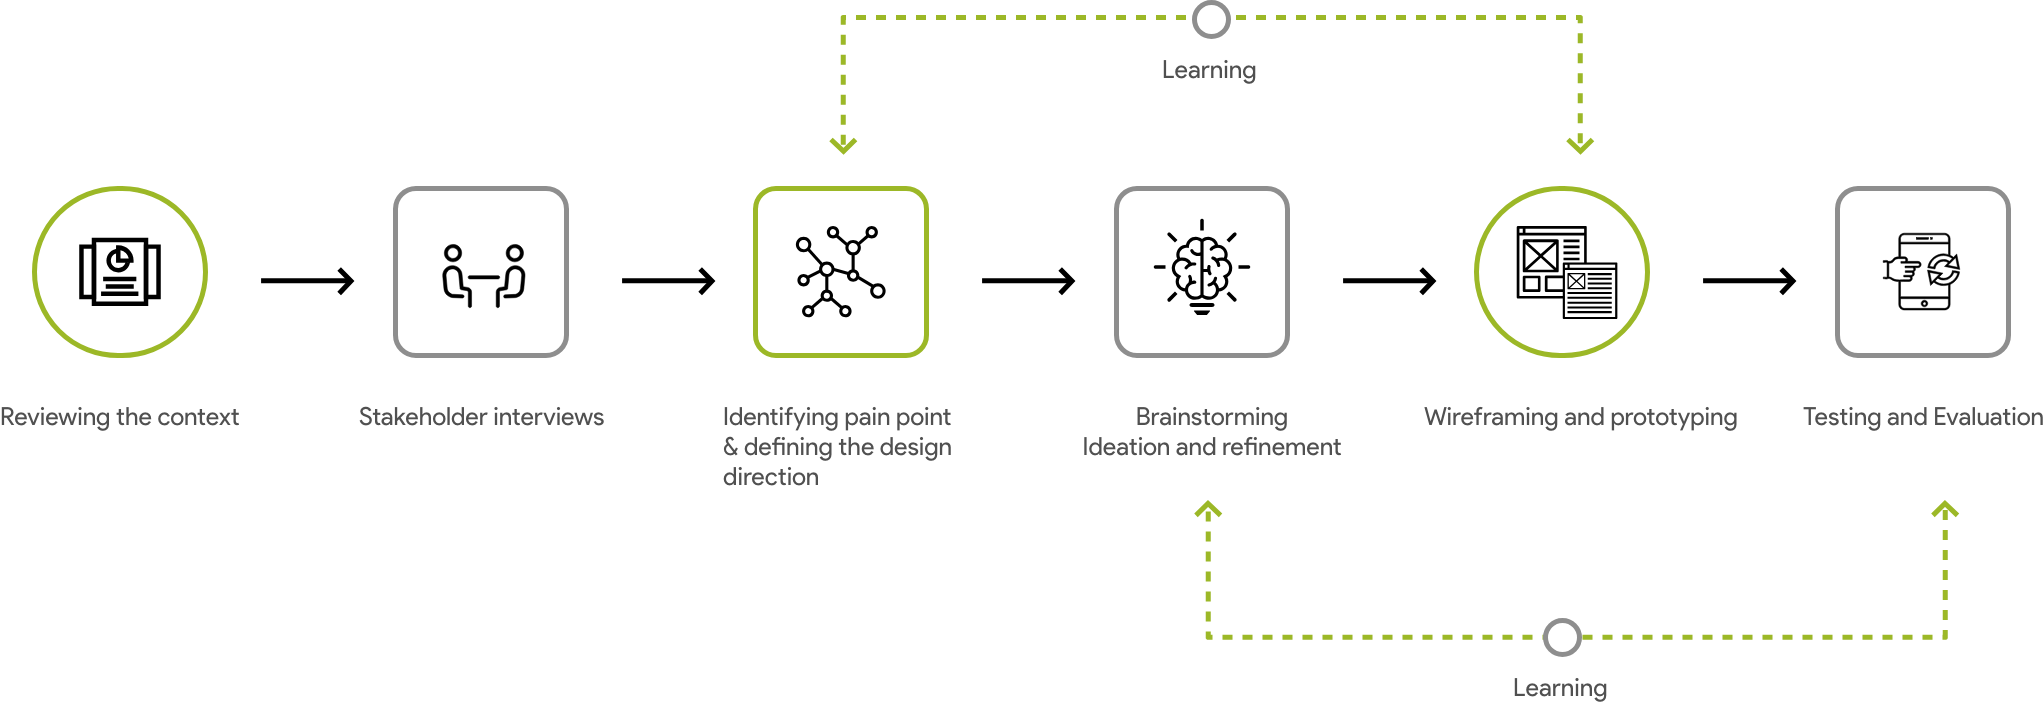 Learning
Reviewing the context
Stakeholder interviews
Identifying pain point
& defining the design
direction
Brainstorming
Ideation and refinement
Wireframing and prototyping
Testing and Evaluation
Learning